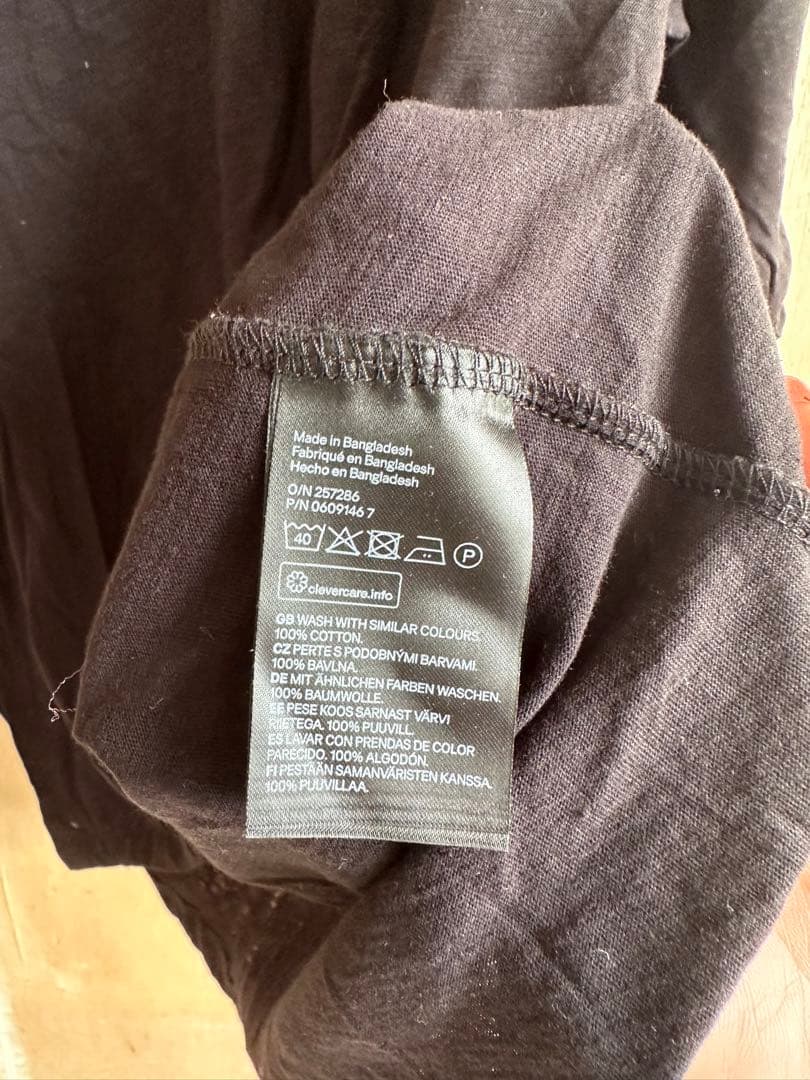 Made in Bangladesh
Fabriqué en Bangladesh
Hecho en Bangladesh
O/N 257286
P/N 0609146 7
40 P
clevercare.info
GB WASH WITH SIMILAR COLOURS.
100% COTTON.
CZ PERTE S PODOBNÝMI BARVAMI.
100% BAVLNA.
DE MIT ÄHNLICHEN FARBEN WASCHEN.
100% BAUMWOLLE.
EE PESE KOOS SARNAST VÄRVI
RIETEGA. 100% PUUVILL.
ES LAVAR CON PRENDAS DE COLOR
PARECIDO. 100% ALGODÓN.
FI PESTÄÄN SAMANVÄRISTEN KANSSA.
100% PUUVILLAA.